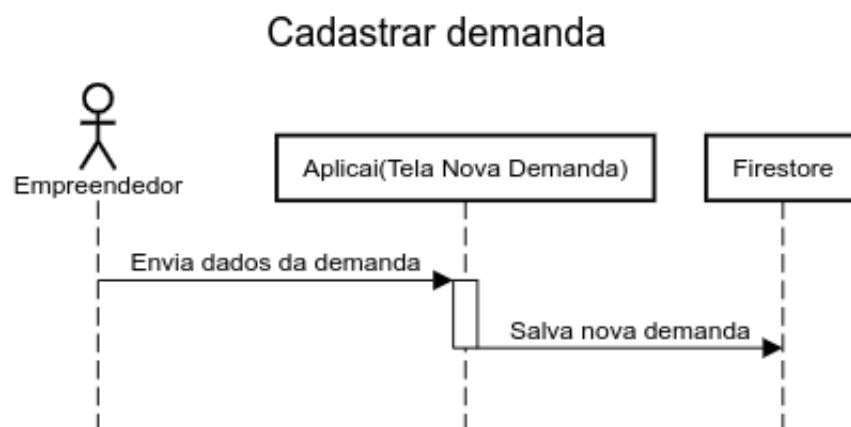 Cadastrar demanda
Empreendedor
Aplicai(Tela Nova Demanda)
Firestore
Envia dados da demanda
Salva nova demanda